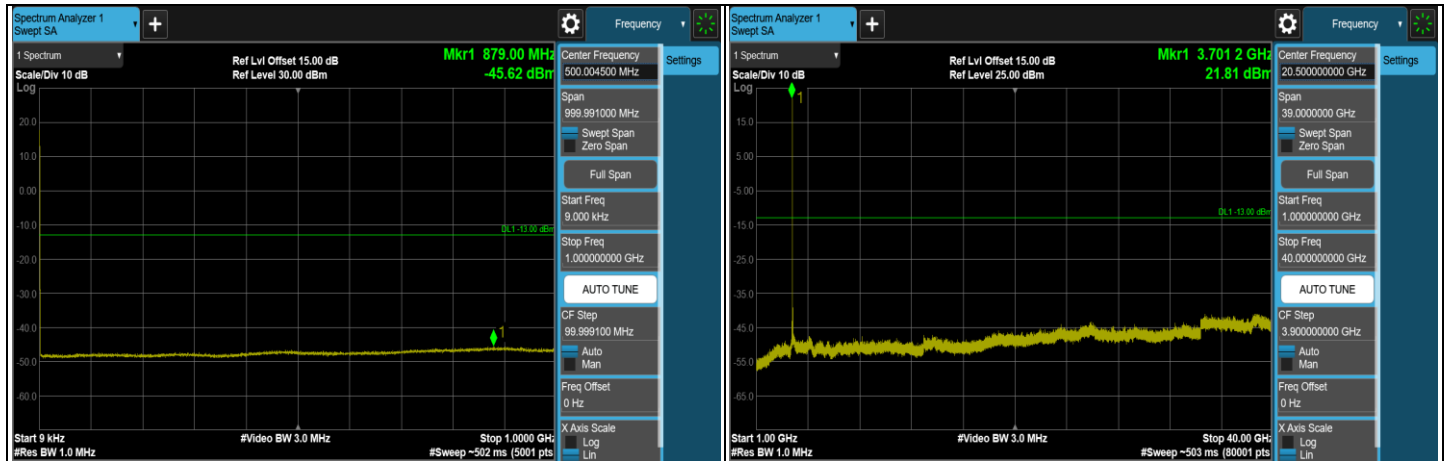 Spectrum Analyzer 1
Swept SA
+
Frequency
1 Spectrum
Scale/Div 10 dB
Log
Ref Lvl Offset 15.00 dB
Ref Level 30.00 dBm
Mkr1 879.00 MHz
-45.62 dBm
20.0
10.0
0.00
-10.0
-20.0
-30.0
-40.0
-50.0
-60.0
DL1 -13.00 dBm
1
Start 9 kHz
#Res BW 1.0 MHz
#Video BW 3.0 MHz
Stop 1.0000 GHz
#Sweep ~502 ms (5001 pts
Center Frequency
500.004500 MHz
Span
999.991000 MHz
Swept Span
Zero Span
Full Span
Start Freq
9.000 kHz
Stop Freq
1.000000000 GHz
AUTO TUNE
CF Step
99.999100 MHz
Auto
Man
Freq Offset
0 Hz
X Axis Scale
Log
Lin
Settings
Spectrum Analyzer 1
Swept SA
+
Frequency
1 Spectrum
Scale/Div 10 dB
Log
Ref Lvl Offset 15.00 dB
Ref Level 25.00 dBm
Mkr1 3.701 2 GHz
21.81 dBm
15.0
5.00
-5.00
-15.0
-25.0
-35.0
-45.0
-55.0
-65.0
DL1 -13.00 dBm
1
Start 1.00 GHz
#Res BW 1.0 MHz
#Video BW 3.0 MHz
Stop 40.00 GHz
#Sweep ~503 ms (80001 pts
Center Frequency
20.500000000 GHz
Span
39.0000000 GHz
Swept Span
Zero Span
Full Span
Start Freq
1.000000000 GHz
Stop Freq
40.000000000 GHz
AUTO TUNE
CF Step
3.900000000 GHz
Auto
Man
Freq Offset
0 Hz
X Axis Scale
Log
Lin
Settings